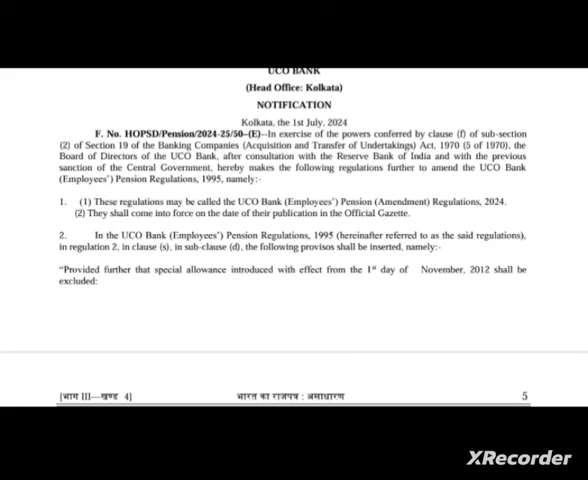 UCO BANK
(Head Office: Kolkata)
NOTIFICATION
Kolkata, the 1st July, 2024
F. No. HOPSD/Pension/2024-25/50–(E)--In exercise of the powers conferred by clause (f) of sub-section
(2) of Section 19 of the Banking Companies (Acquisition and Transfer of Undertakings) Act, 1970 (5 of 1970), the
Board of Directors of the UCO Bank, after consultation with the Reserve Bank of India and with the previous
sanction of the Central Government, hereby makes the following regulations further to amend the UCO Bank
(Employees') Pension Regulations, 1995, namely:-
1. (1) These regulations may be called the UCO Bank (Employees') Pension (Amendment) Regulations, 2024.
(2) They shall come into force on the date of their publication in the Official Gazette.
2. In the UCO Bank (Employees') Pension Regulations, 1995 (hereinafter referred to as the said regulations),
in regulation 2, in clause (s), in sub-clause (d), the following provisos shall be inserted, namely:-
“Provided further that special allowance introduced with effect from the 1st day of November, 2012 shall be
excluded:
[भाग III—खण्ड 4] भारत का राजपत्र : असाधारण 5
XRecorder